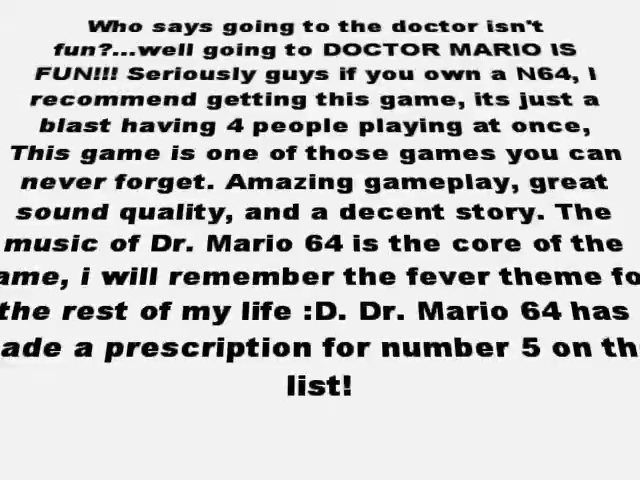 Who says going to the doctor isn't
fun?...well going to DOCTOR MARIO IS
FUN!!! Seriously guys if you own a N64, I
recommend getting this game, its just a
blast having 4 people playing at once,
This game is one of those games you can
never forget. Amazing gameplay, great
sound quality, and a decent story. The
music of Dr. Mario 64 is the core of the
ame, i will remember the fever theme fo
the rest of my life :D. Dr. Mario 64 has
ade a prescription for number 5 on th
list!